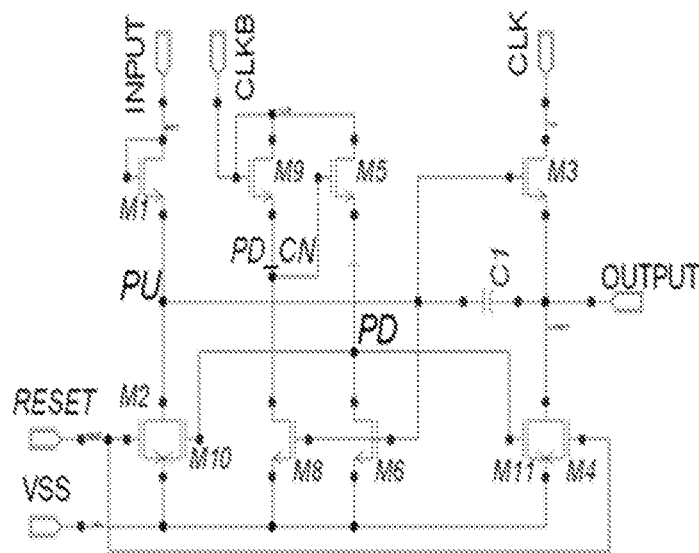 INPUT
CLKB
CLK
M1
M9
M5
M3
PD_CN
PU
C1
OUTPUT
PD
M2
RESET
M10
M8
M6
M11
M4
VSS